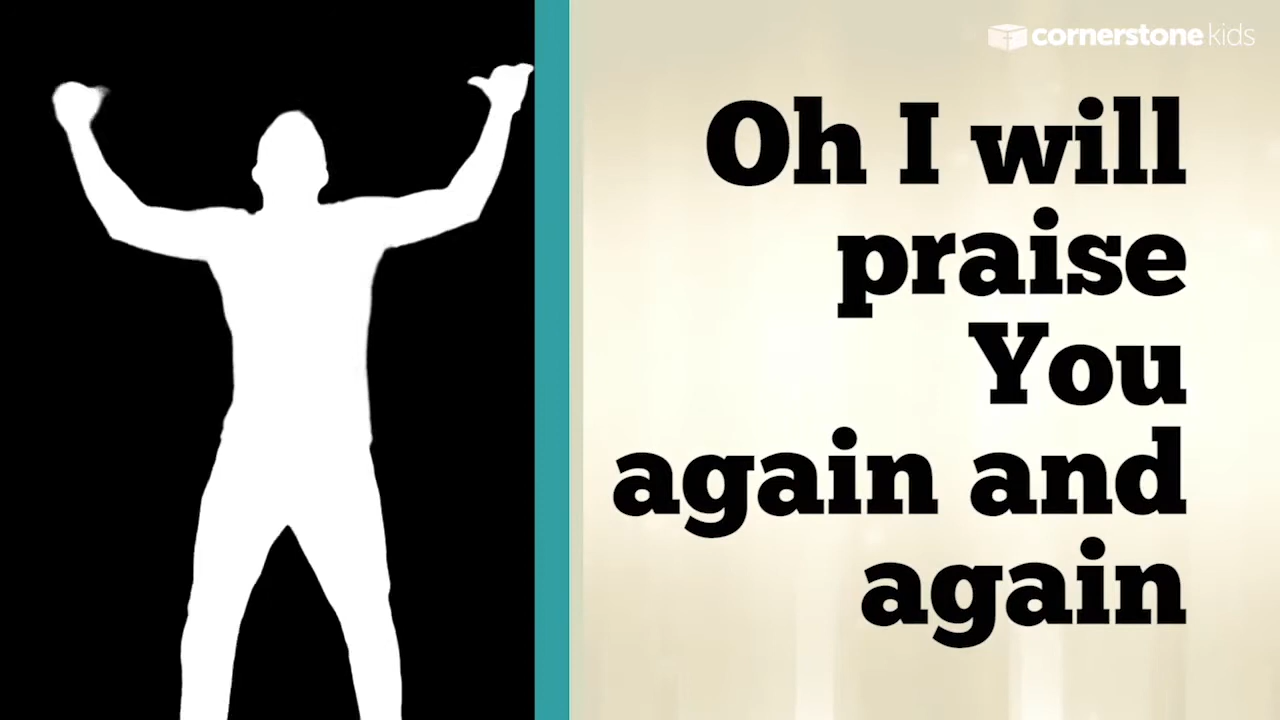 cornerstone kids
Oh I will
praise
You
again and
again